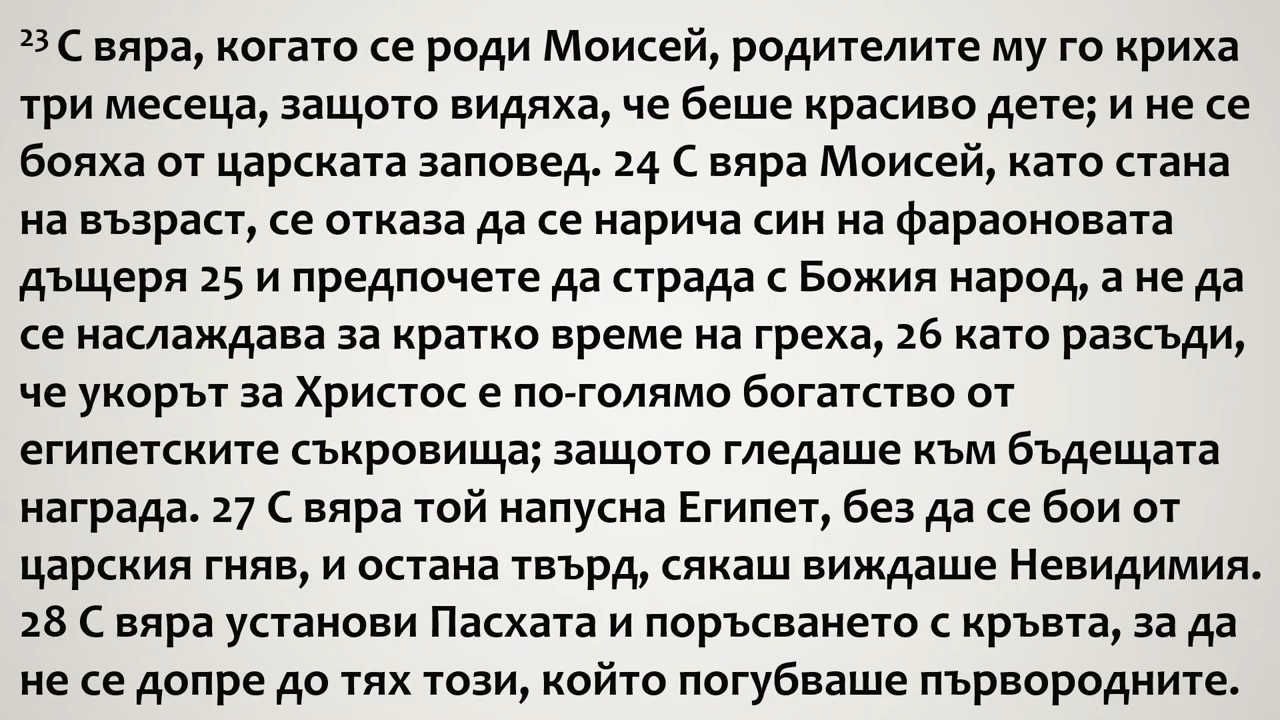 23 С вяра, когато се роди Моисей, родителите му го криха
три месеца, защото видяха, че беше красиво дете; и не се
бояха от царската заповед. 24 С вяра Моисей, като стана
на възраст, се отказа да се нарича син на фараоновата
дъщеря 25 и предпочете да страда с Божия народ, а не да
се наслаждава за кратко време на греха, 26 като разсъди,
че укорът за Христос е по-голямо богатство от
египетските съкровища; защото гледаше към бъдещата
награда. 27 С вяра той напусна Египет, без да се бои от
царския гняв, и остана твърд, сякаш виждаше Невидимия.
28 С вяра установи Пасхата и поръсването с кръвта, за да
не се допре до тях този, който погубваше първородните.